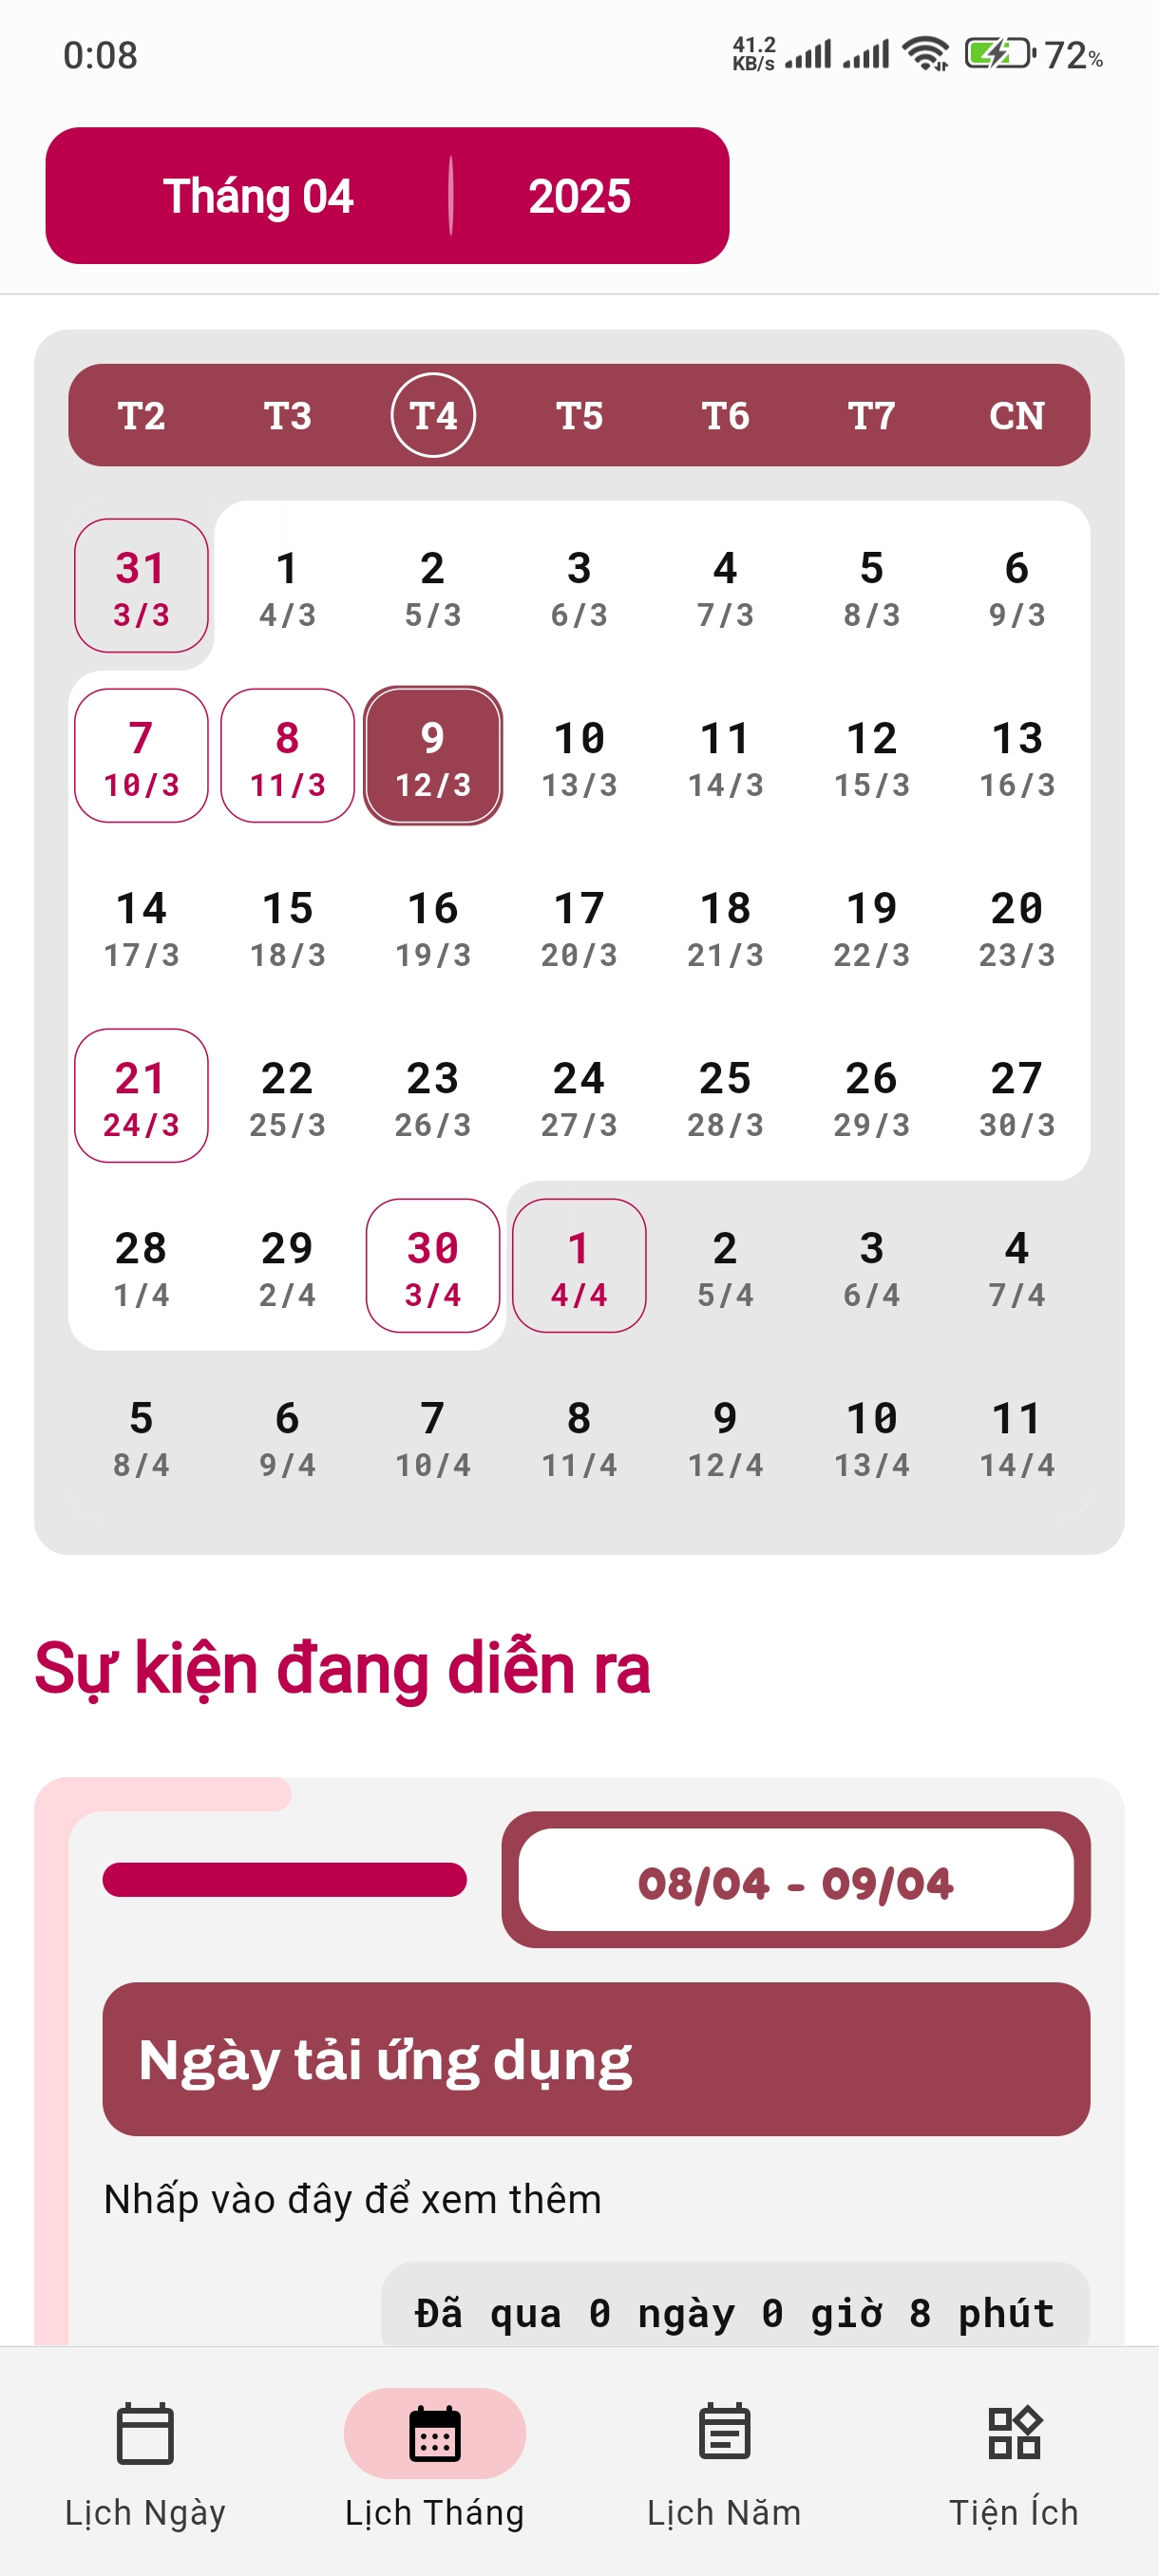 0:08 41.2 KB/s 72%
Tháng 04 2025
T2 T3 T4 T5 T6 T7 CN
31 1 2 3 4 5 6
3/3 4/3 5/3 6/3 7/3 8/3 9/3
7 8 9 10 11 12 13
10/3 11/3 12/3 13/3 14/3 15/3 16/3
14 15 16 17 18 19 20
17/3 18/3 19/3 20/3 21/3 22/3 23/3
21 22 23 24 25 26 27
24/3 25/3 26/3 27/3 28/3 29/3 30/3
28 29 30 1 2 3 4
1/4 2/4 3/4 4/4 5/4 6/4 7/4
5 6 7 8 9 10 11
8/4 9/4 10/4 11/4 12/4 13/4 14/4
Sự kiện đang diễn ra
08/04 - 09/04
Ngày tải ứng dụng
Nhấp vào đây để xem thêm
Đã qua 0 ngày 0 giờ 8 phút
Lịch Ngày Lịch Tháng Lịch Năm Tiện Ích